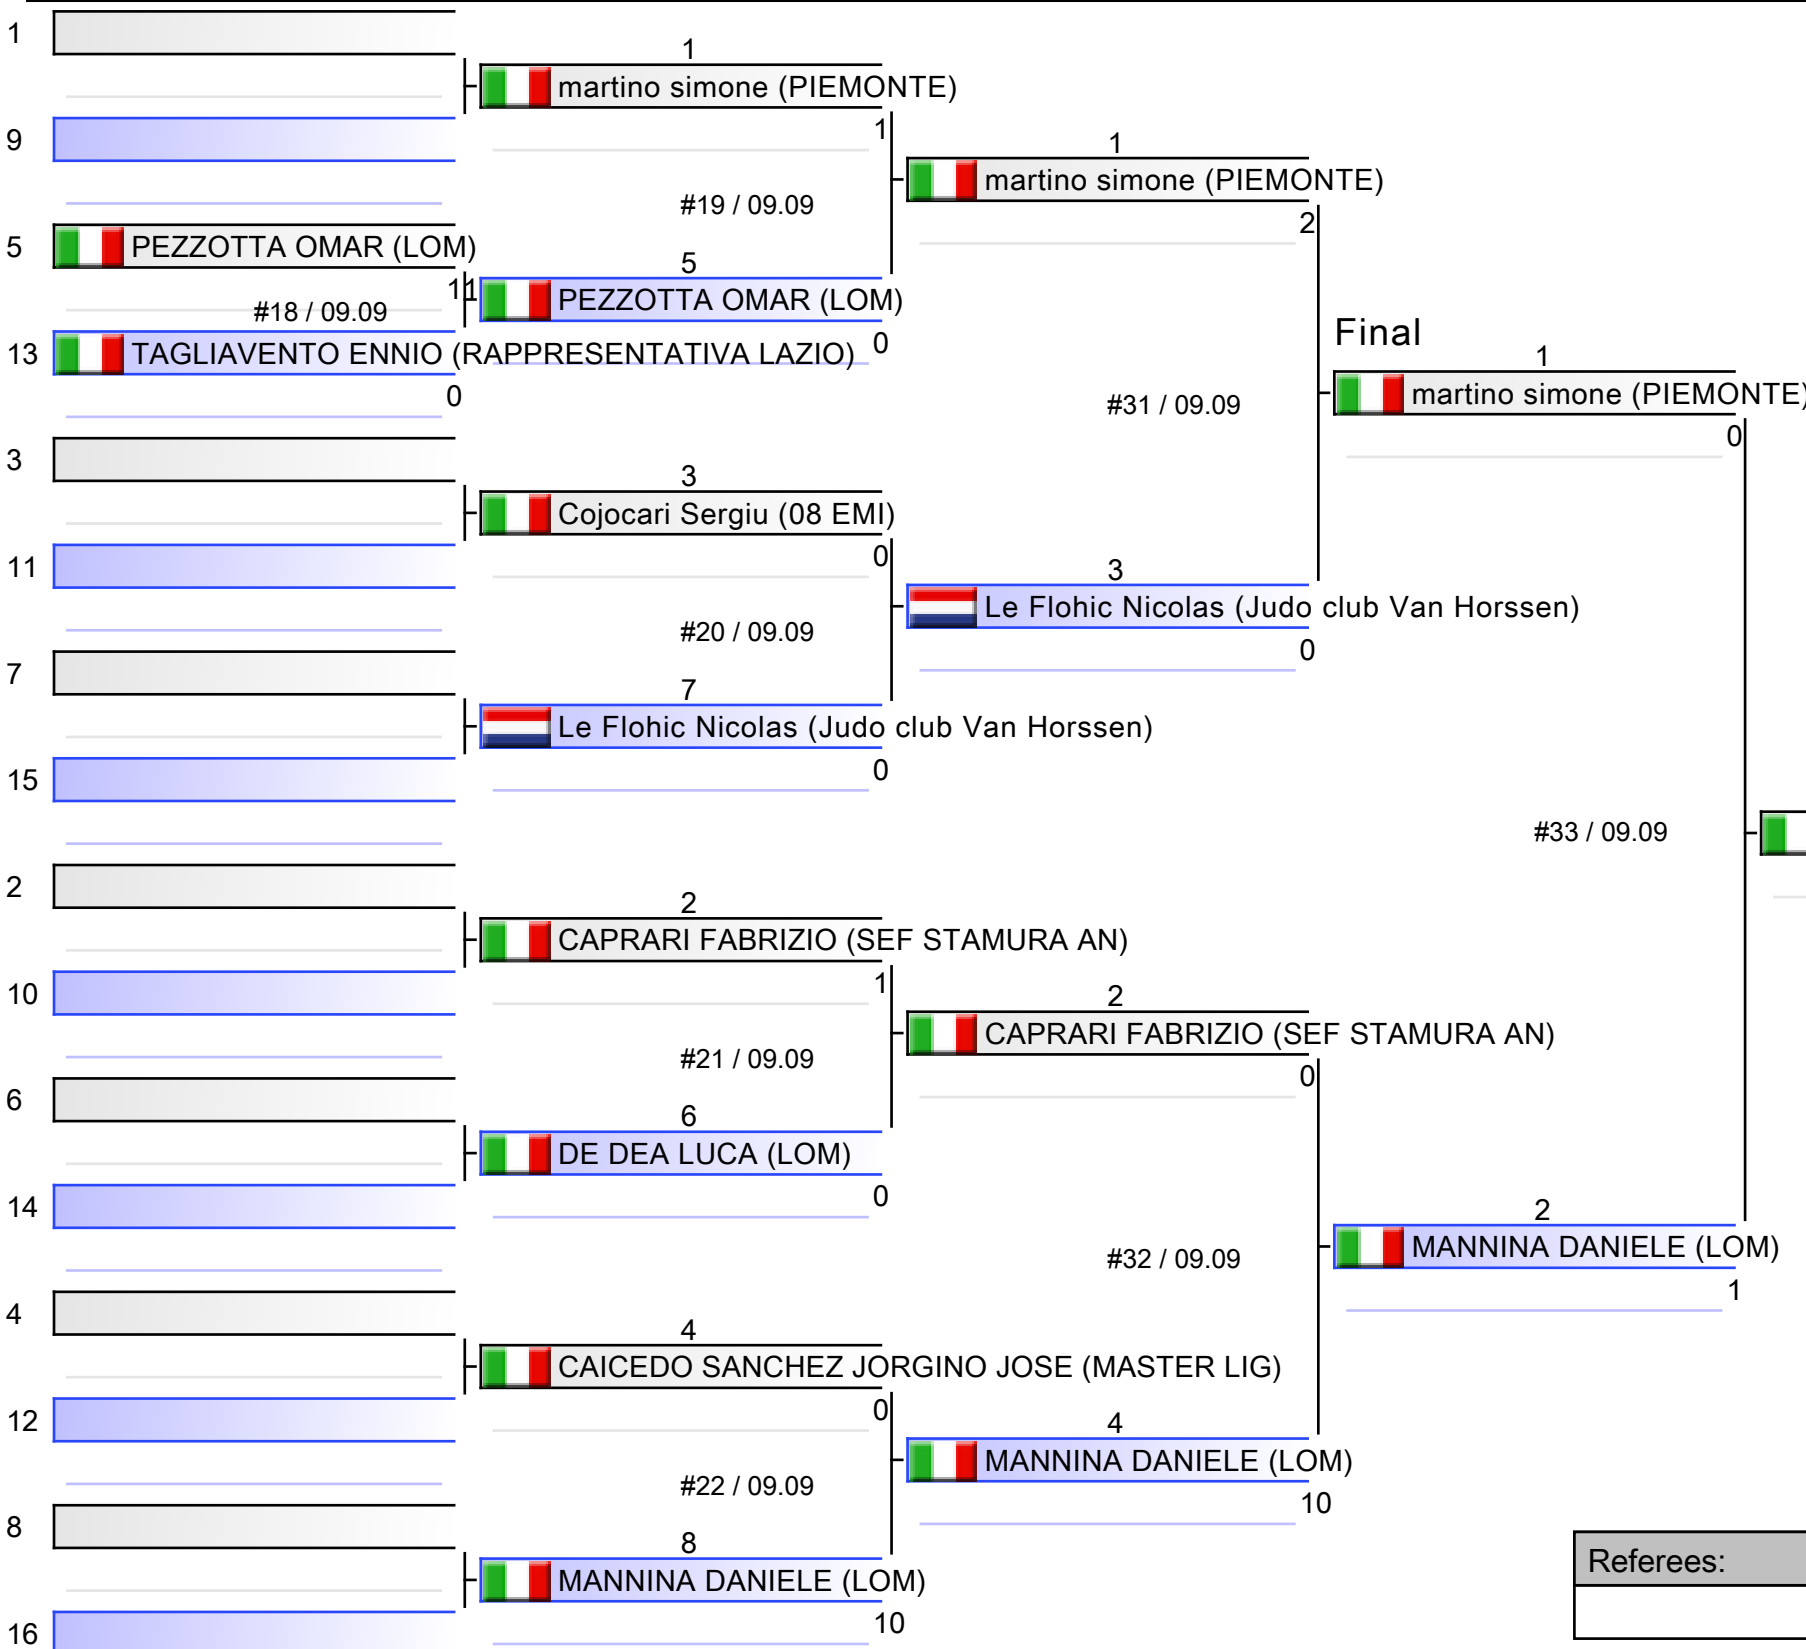 1
1
martino simone (PIEMONTE)
9
1
1
martino simone (PIEMONTE)
#19 / 09.09
2
5
PEZZOTTA OMAR (LOM)
5
11
PEZZOTTA OMAR (LOM)
#18 / 09.09
13
TAGLIAVENTO ENNIO (RAPPRESENTATIVA LAZIO)
0
0
Final
1
martino simone (PIEMONTE)
#31 / 09.09
0
3
3
Cojocari Sergiu (08 EMI)
11
0
3
Le Flohic Nicolas (Judo club Van Horssen)
#20 / 09.09
0
7
7
Le Flohic Nicolas (Judo club Van Horssen)
15
0
#33 / 09.09
2
2
CAPRARI FABRIZIO (SEF STAMURA AN)
10
1
2
CAPRARI FABRIZIO (SEF STAMURA AN)
#21 / 09.09
0
6
6
DE DEA LUCA (LOM)
14
0
2
MANNINA DANIELE (LOM)
#32 / 09.09
1
4
4
CAICEDO SANCHEZ JORGINO JOSE (MASTER LIG)
12
0
4
MANNINA DANIELE (LOM)
#22 / 09.09
10
8
8
MANNINA DANIELE (LOM)
Referees:
16
10